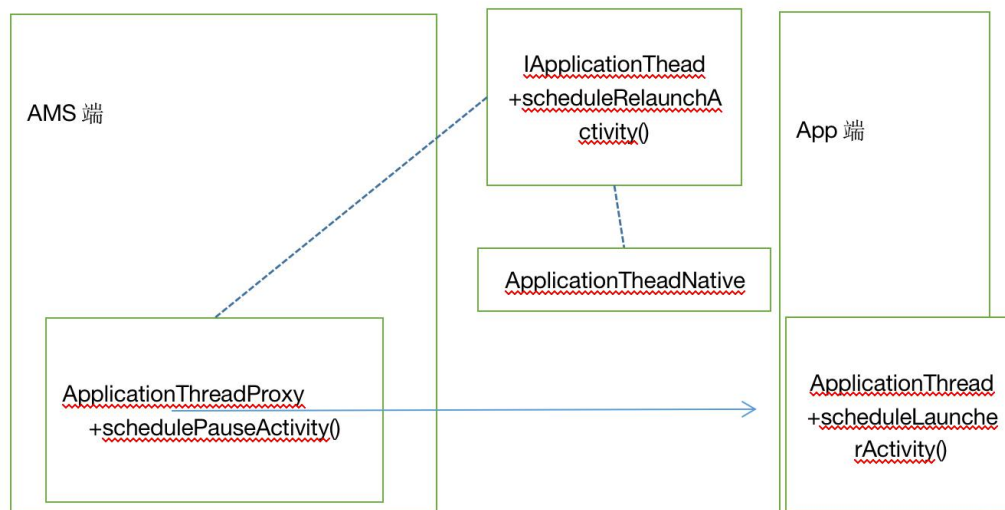 AMS 端
IApplicationThead
+scheduleRelaunchA
ctivity()
App 端
ApplicationTheadNative
ApplicationThreadProxy
+schedulePauseActivity()
ApplicationThread
+scheduleLaunche
rActivity()